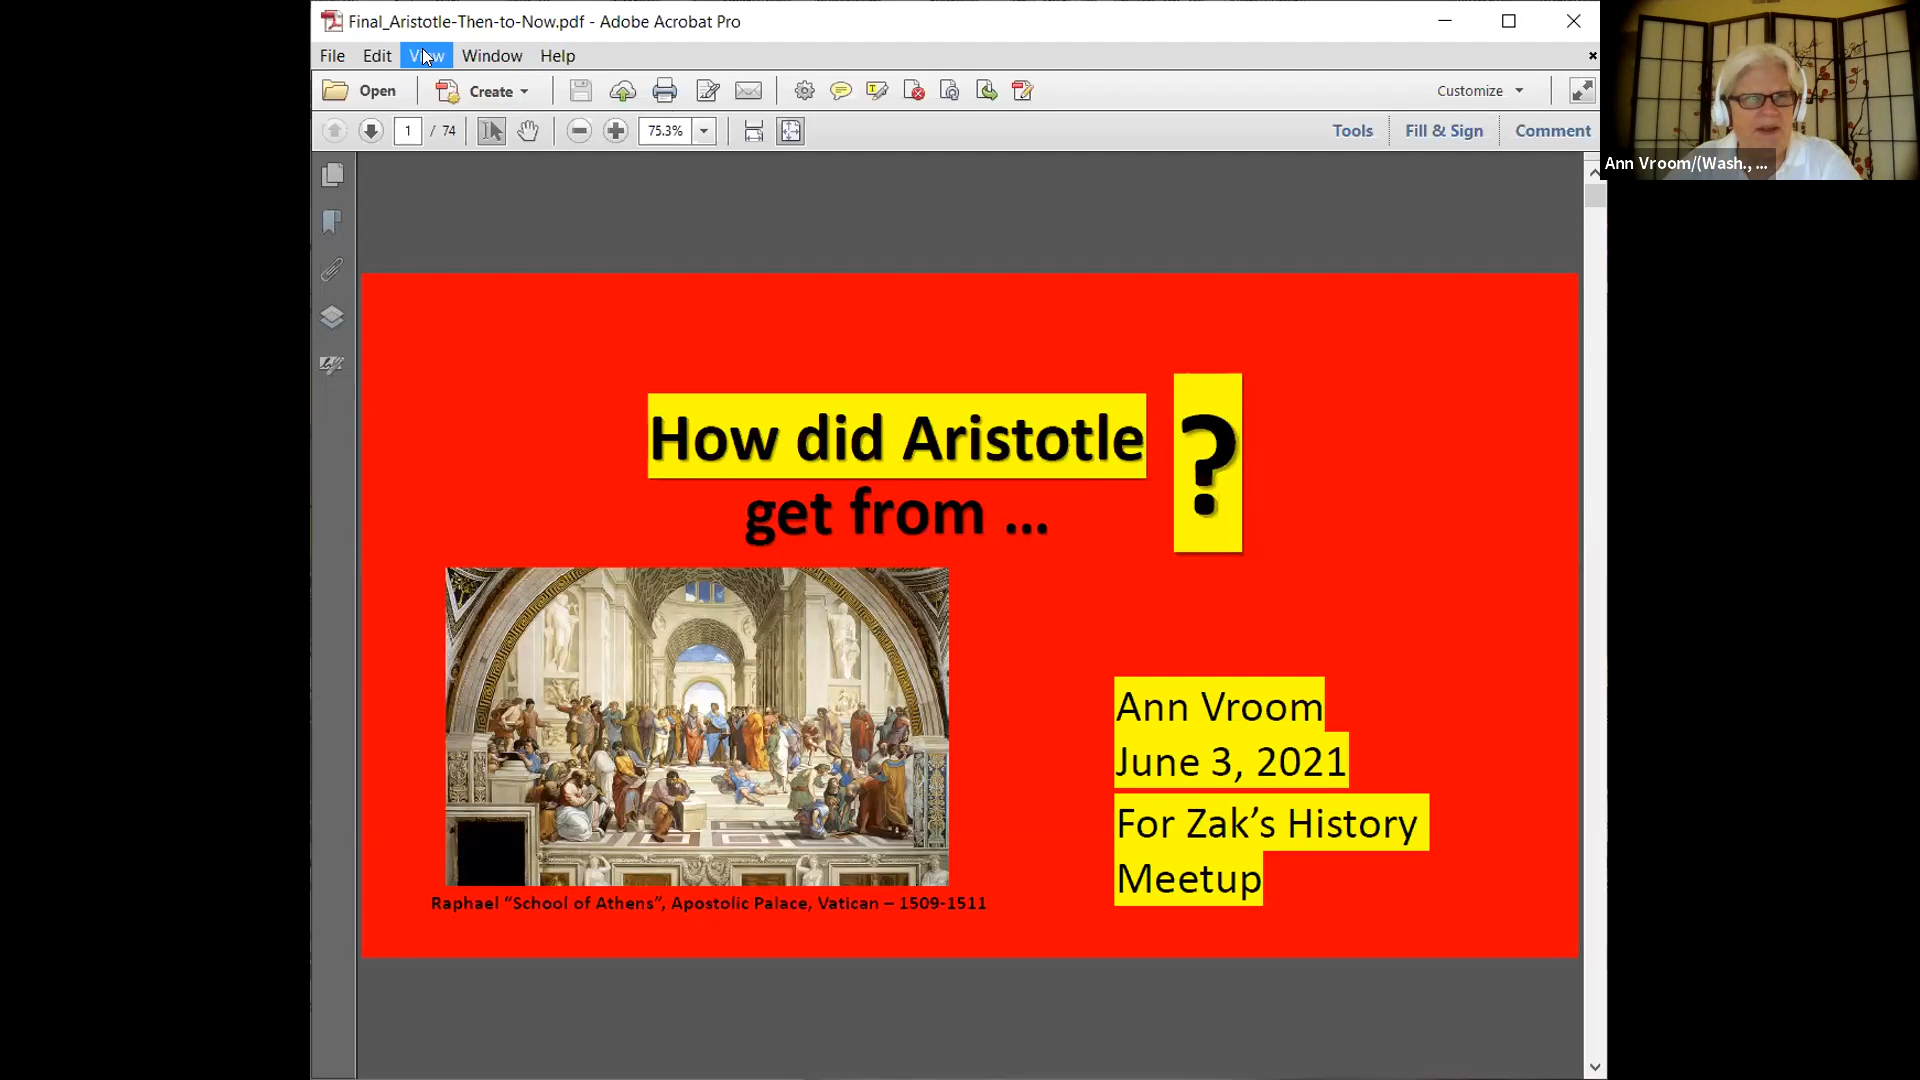 Final_Aristotle-Then-to-Now.pdf - Adobe Acrobat Pro
File Edit View Window Help
Open Create Customize
1 / 74 75.3% Tools Fill & Sign Comment
Ann Vroom/(Wash., ...
How did Aristotle ?
get from ...
Ann Vroom
June 3, 2021
For Zak’s History
Meetup
Raphael “School of Athens”, Apostolic Palace, Vatican – 1509-1511